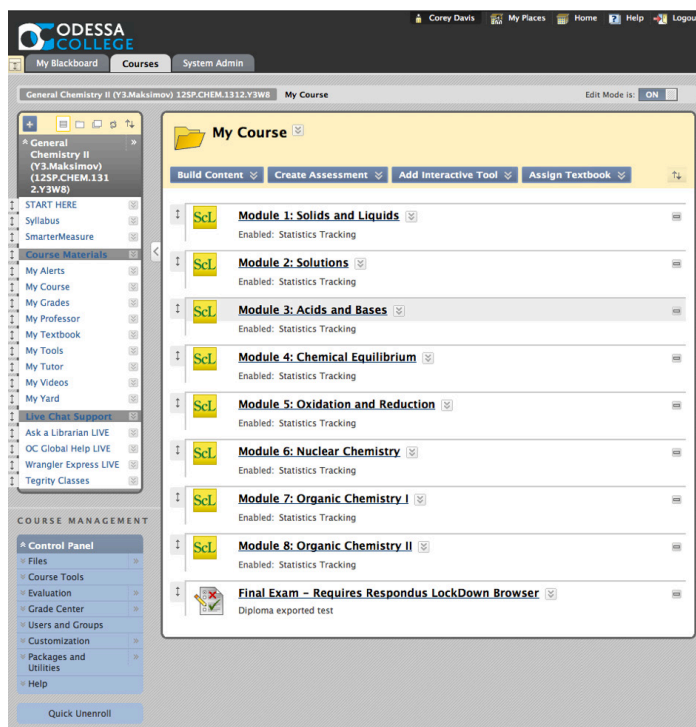 ODESSA
COLLEGE
Corey Davis My Places Home Help Logou
My Blackboard Courses System Admin
General Chemistry II (Y3.Maksimov) 12SP.CHEM.1312.Y3W8 My Course
Edit Mode is: ON
General
Chemistry II
(Y3.Maksimov)
(12SP.CHEM.131
2.Y3W8)
START HERE
Syllabus
SmarterMeasure
Course Materials
My Alerts
My Course
My Grades
My Professor
My Textbook
My Tools
My Tutor
My Videos
My Yard
Live Chat Support
Ask a Librarian LIVE
OC Global Help LIVE
Wrangler Express LIVE
Tegrity Classes
COURSE MANAGEMENT
Control Panel
Files
Course Tools
Evaluation
Grade Center
Users and Groups
Customization
Packages and
Utilities
Help
Quick Unenroll
My Course
Build Content Create Assessment Add Interactive Tool Assign Textbook
ScL Module 1: Solids and Liquids
Enabled: Statistics Tracking
ScL Module 2: Solutions
Enabled: Statistics Tracking
ScL Module 3: Acids and Bases
Enabled: Statistics Tracking
ScL Module 4: Chemical Equilibrium
Enabled: Statistics Tracking
ScL Module 5: Oxidation and Reduction
Enabled: Statistics Tracking
ScL Module 6: Nuclear Chemistry
Enabled: Statistics Tracking
ScL Module 7: Organic Chemistry I
Enabled: Statistics Tracking
ScL Module 8: Organic Chemistry II
Enabled: Statistics Tracking
Final Exam – Requires Respondus LockDown Browser
Diploma exported test